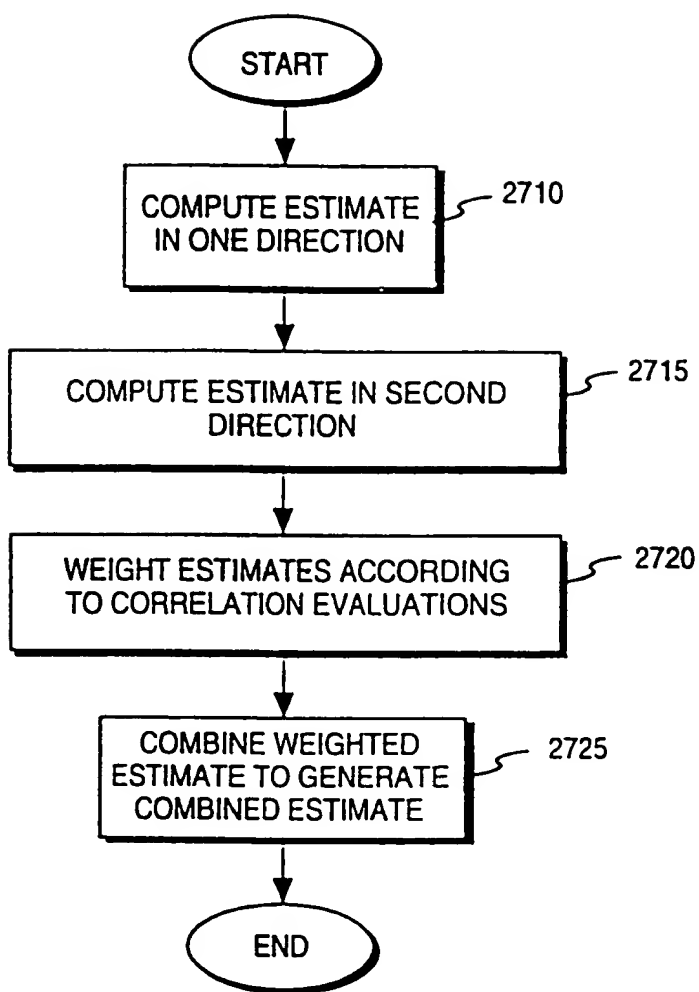 START
COMPUTE ESTIMATE
IN ONE DIRECTION
2710
COMPUTE ESTIMATE IN SECOND
DIRECTION
2715
WEIGHT ESTIMATES ACCORDING
TO CORRELATION EVALUATIONS
2720
COMBINE WEIGHTED
ESTIMATE TO GENERATE
COMBINED ESTIMATE
2725
END